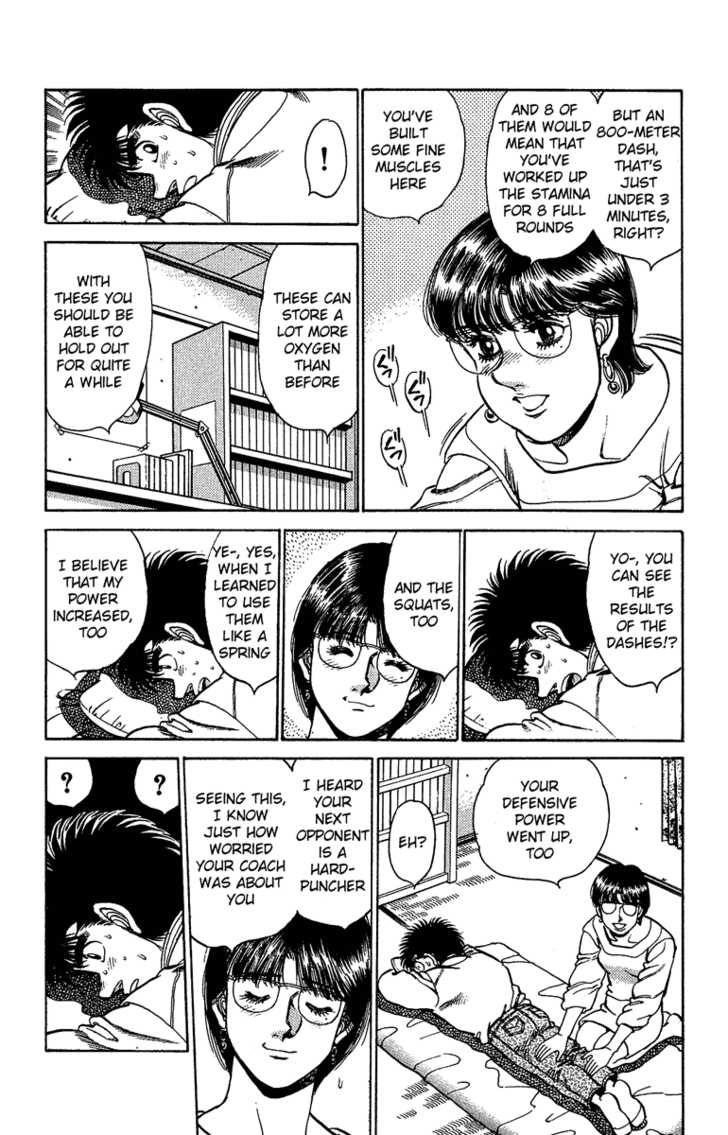 BUT AN
800-METER
DASH,
THAT'S
JUST
UNDER 3
MINUTES,
RIGHT?
AND 8 OF
THEM WOULD
MEAN THAT
YOU'VE
WORKED UP
THE STAMINA
FOR 8 FULL
ROUNDS
YOU'VE
BUILT
SOME FINE
MUSCLES
HERE
!
THESE CAN
STORE A
LOT MORE
OXYGEN
THAN
BEFORE
WITH
THESE YOU
SHOULD BE
ABLE TO
HOLD OUT
FOR QUITE
A WHILE
YO-, YOU
CAN SEE
THE
RESULTS
OF THE
DASHES!?
AND THE
SQUATS,
TOO
YE-, YES,
WHEN I
LEARNED
TO USE
THEM
LIKE A
SPRING
I BELIEVE
THAT MY
POWER
INCREASED,
TOO
YOUR
DEFENSIVE
POWER
WENT UP,
TOO
EH?
I HEARD
YOUR
NEXT
OPPONENT
IS A
HARD-
PUNCHER
SEEING THIS,
I KNOW
JUST HOW
WORRIED
YOUR COACH
WAS ABOUT
YOU
?
?